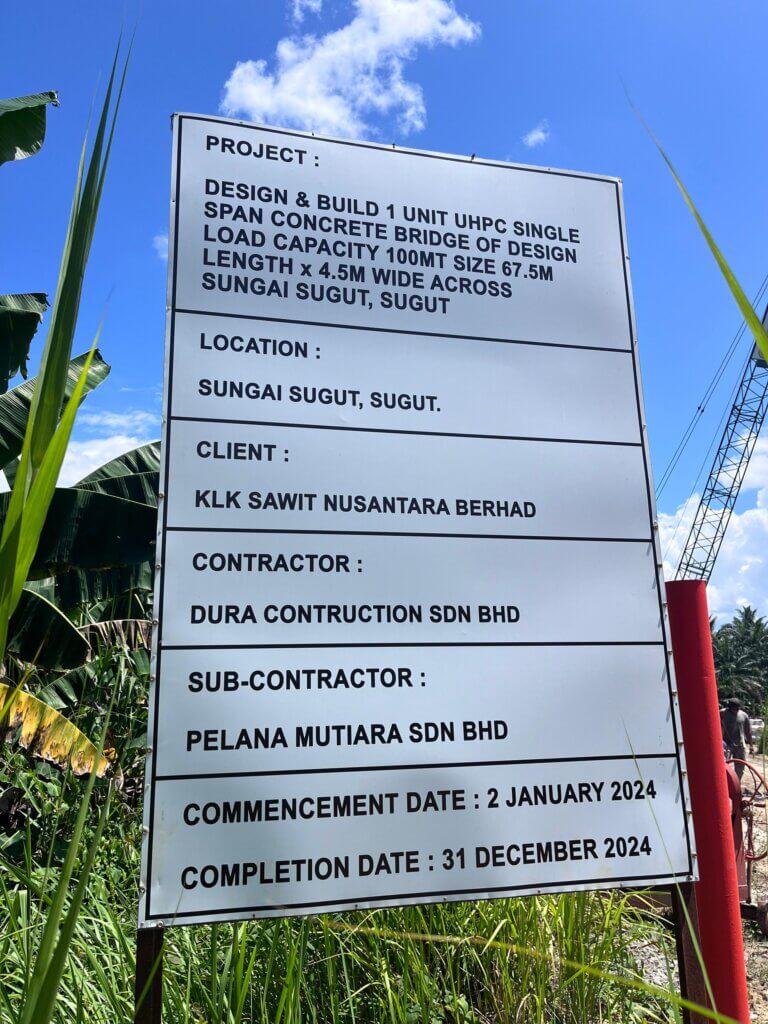 PROJECT :
DESIGN & BUILD 1 UNIT UHPC SINGLE
SPAN CONCRETE BRIDGE OF DESIGN
LOAD CAPACITY 100MT SIZE 67.5M
LENGTH x 4.5M WIDE ACROSS
SUNGAI SUGUT, SUGUT
LOCATION :
SUNGAI SUGUT, SUGUT.
CLIENT :
KLK SAWIT NUSANTARA BERHAD
CONTRACTOR :
DURA CONTRUCTION SDN BHD
SUB-CONTRACTOR :
PELANA MUTIARA SDN BHD
COMMENCEMENT DATE : 2 JANUARY 2024
COMPLETION DATE : 31 DECEMBER 2024